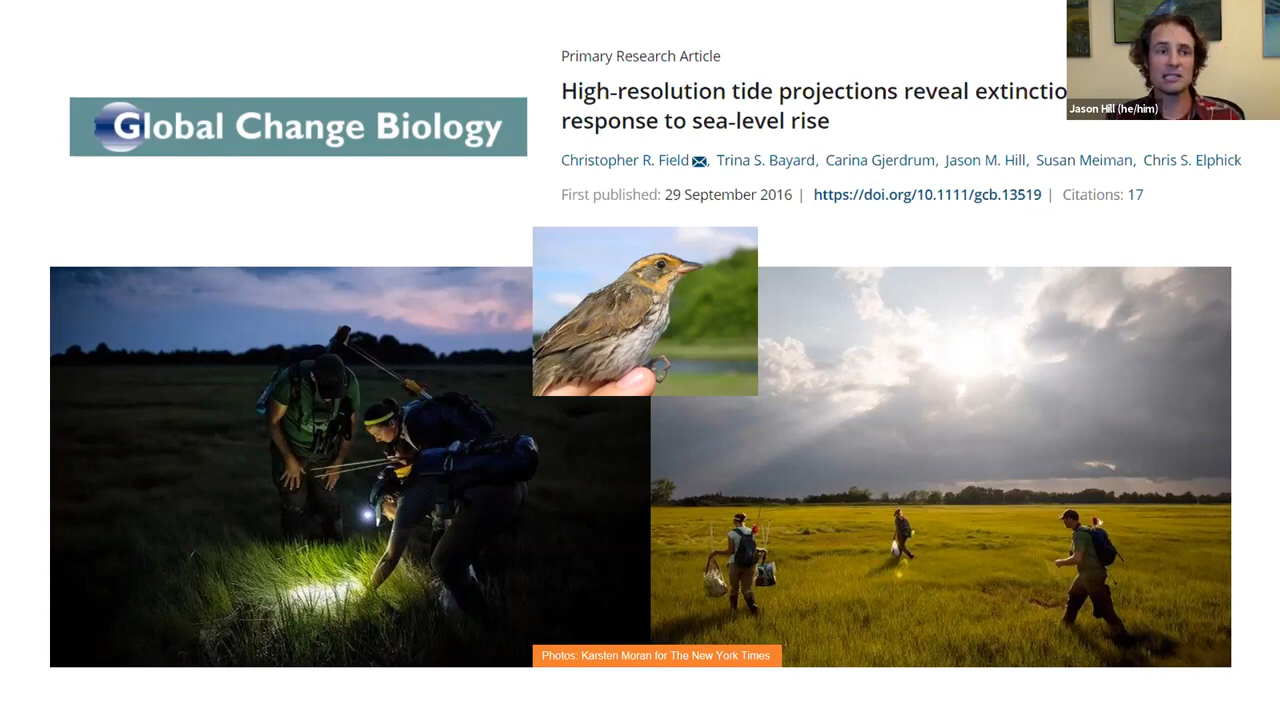 Primary Research Article
High-resolution tide projections reveal
response to sea-level rise
Global Change Biology
Christopher R. Field, Trina S. Bayard, Carina Gjerdrum, Jason M. Hill, Susan Meiman, Chris S. Elphick
First published: 29 September 2016 | https://doi.org/10.1111/gcb.13519 | Citations: 17
Jason Hill (he/him)
Photos: Karsten Moran for The New York Times